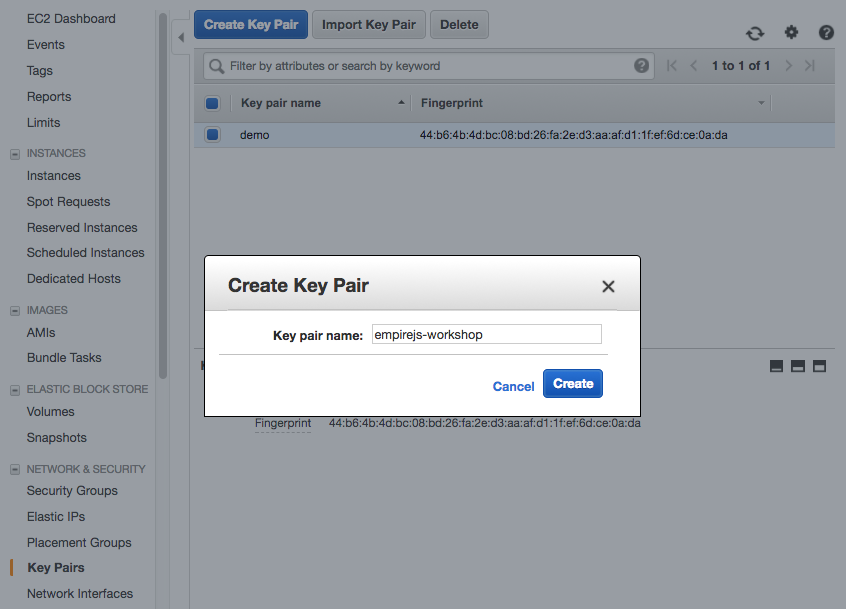 EC2 Dashboard
Events
Tags
Reports
Limits
INSTANCES
Instances
Spot Requests
Reserved Instances
Scheduled Instances
Dedicated Hosts
IMAGES
AMIs
Bundle Tasks
ELASTIC BLOCK STORE
Volumes
Snapshots
NETWORK & SECURITY
Security Groups
Elastic IPs
Placement Groups
Key Pairs
Network Interfaces
Create Key Pair Import Key Pair Delete
Filter by attributes or search by keyword 1 to 1 of 1
Key pair name Fingerprint
demo 44:b6:4b:4d:bc:08:bd:26:fa:2e:d3:aa:af:d1:1f:ef:6d:ce:0a:da
Create Key Pair
Key pair name: empirejs-workshop
Cancel Create
Fingerprint 44:b6:4b:4d:bc:08:bd:26:fa:2e:d3:aa:af:d1:1f:ef:6d:ce:0a:da